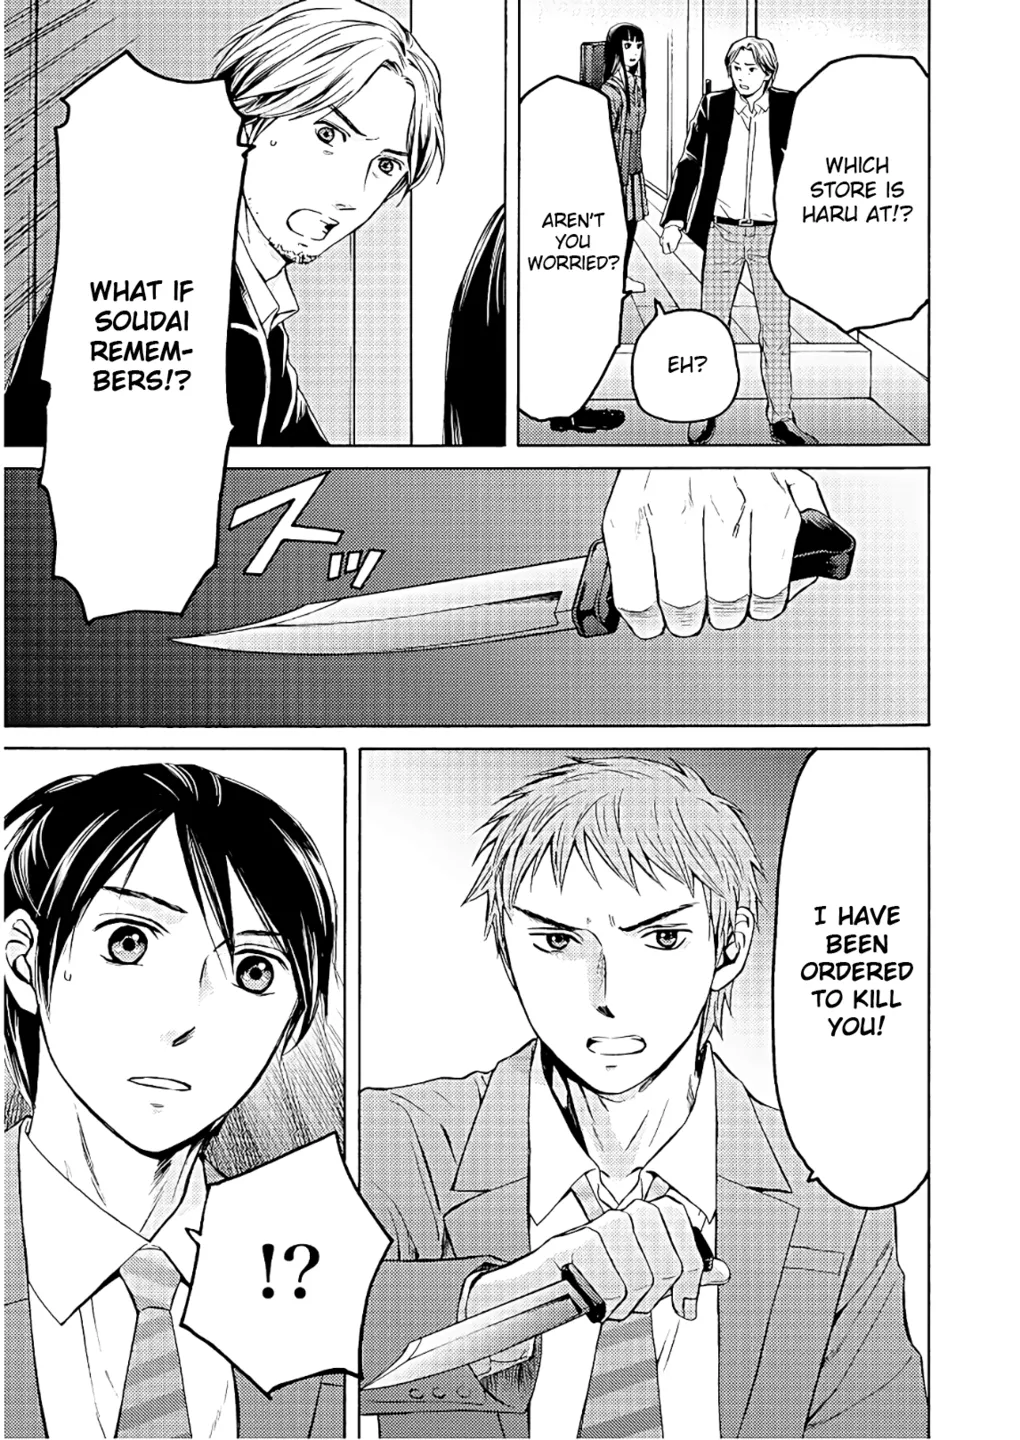 WHICH
STORE IS
HARU AT!?
AREN'T
YOU
WORRIED?
EH?
WHAT IF
SOUDAI
REMEM-
BERS!?
スッ
I HAVE
BEEN
ORDERED
TO KILL
YOU!
!?